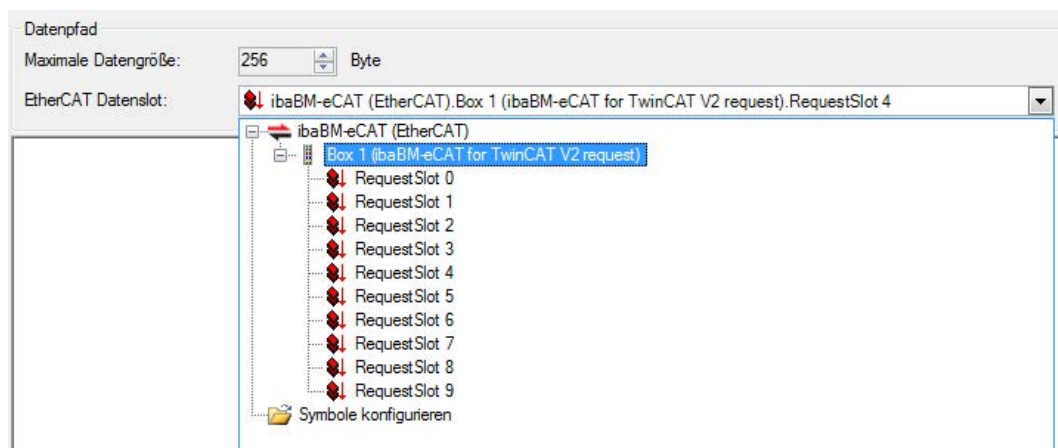 Datenpfad
Maximale Datengröße: 256 Byte
EtherCAT Datenslot: ibaBM-eCAT (EtherCAT).Box 1 (ibaBM-eCAT for TwinCAT V2 request).RequestSlot 4
ibaBM-eCAT (EtherCAT)
Box 1 (ibaBM-eCAT for TwinCAT V2 request)
RequestSlot 0
RequestSlot 1
RequestSlot 2
RequestSlot 3
RequestSlot 4
RequestSlot 5
RequestSlot 6
RequestSlot 7
RequestSlot 8
RequestSlot 9
Symbole konfigurieren